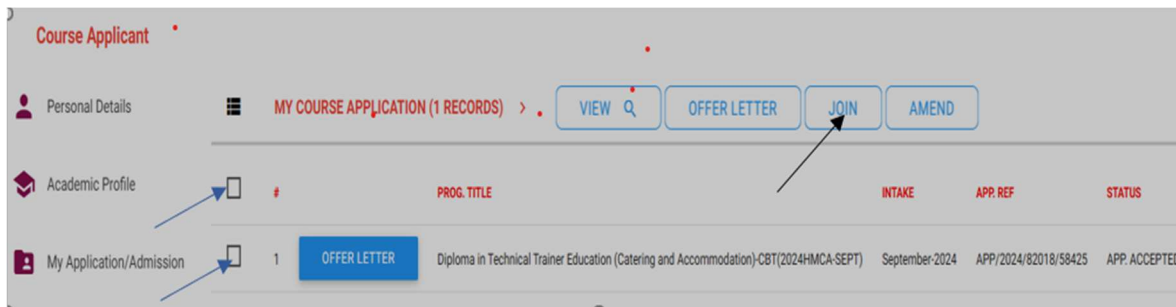 Course Applicant
Personal Details
MY COURSE APPLICATION (1 RECORDS) > VIEW OFFER LETTER JOIN AMEND
Academic Profile
# PROG. TITLE INTAKE APP. REF STATUS
My Application/Admission
1 OFFER LETTER Diploma in Technical Trainer Education (Catering and Accommodation)-CBT(2024HMCA-SEPT) September-2024 APP/2024/82018/58425 APP. ACCEPTED